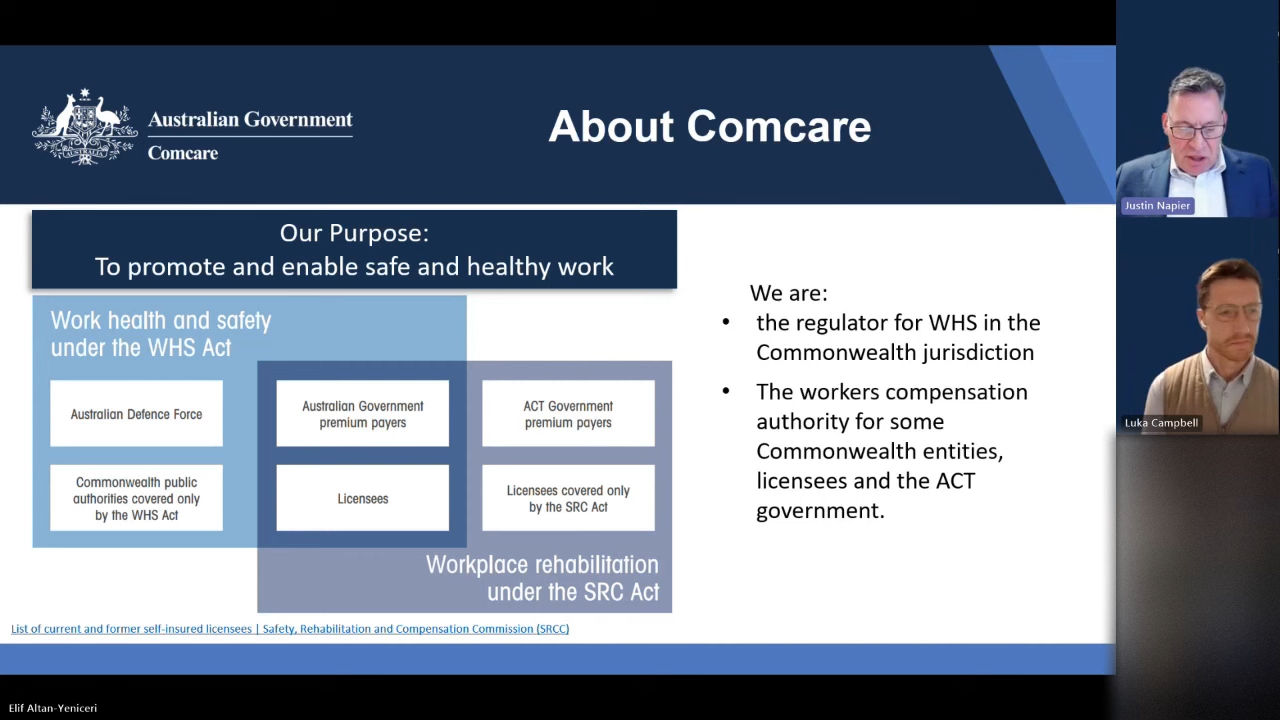 Australian Government
Comcare
About Comcare
Our Purpose:
To promote and enable safe and healthy work
Work health and safety
under the WHS Act
Australian Defence Force
Commonwealth public
authorities covered only
by the WHS Act
Australian Government
premium payers
Licensees
ACT Government
premium payers
Licensees covered only
by the SRC Act
Workplace rehabilitation
under the SRC Act
List of current and former self-insured licensees | Safety, Rehabilitation and Compensation Commission (SRCC)
We are:
• the regulator for WHS in the
Commonwealth jurisdiction
• The workers compensation
authority for some
Commonwealth entities,
licensees and the ACT
government.
Justin Napier
Luka Campbell
Elif Altan-Yeniceri